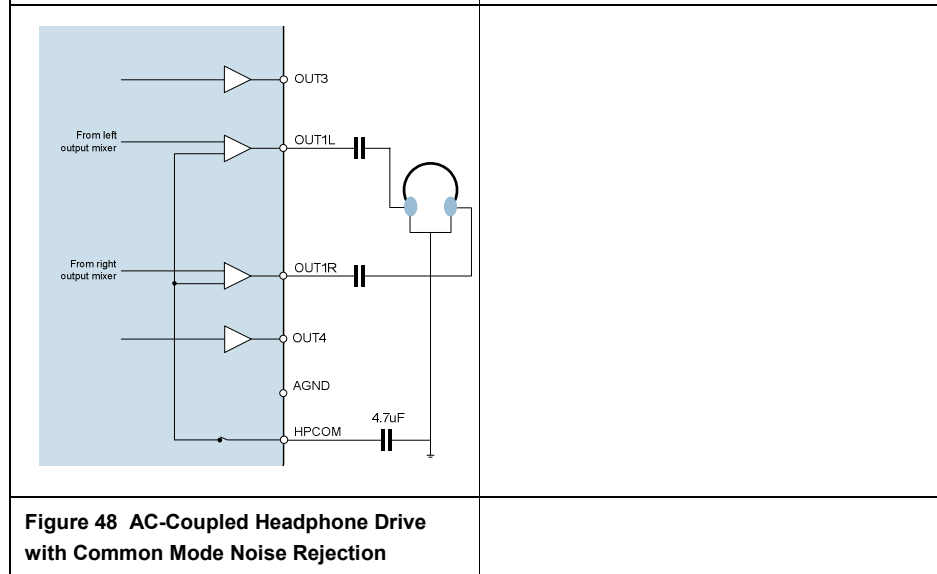 OUT3
From left
output mixer
OUT1L
From right
output mixer
OUT1R
OUT4
AGND
4.7uF
HPCOM
Figure 48 AC-Coupled Headphone Drive
with Common Mode Noise Rejection